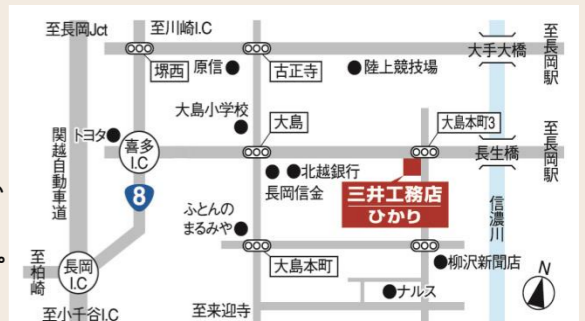 至長岡Jct
至川崎I.C
堺西
原信
古正寺
陸上競技場
大手大橋
至長岡駅
大島小学校
トヨタ
喜多
I.C
大島
大島本町3
長生橋
至長岡駅
関越自動車道
8
北越銀行
長岡信金
三井工務店
ひかり
信濃川
ふとんの
まるみや
至柏崎
長岡
I.C
大島本町
柳沢新聞店
ナルス
N
至小千谷I.C
至来迎寺